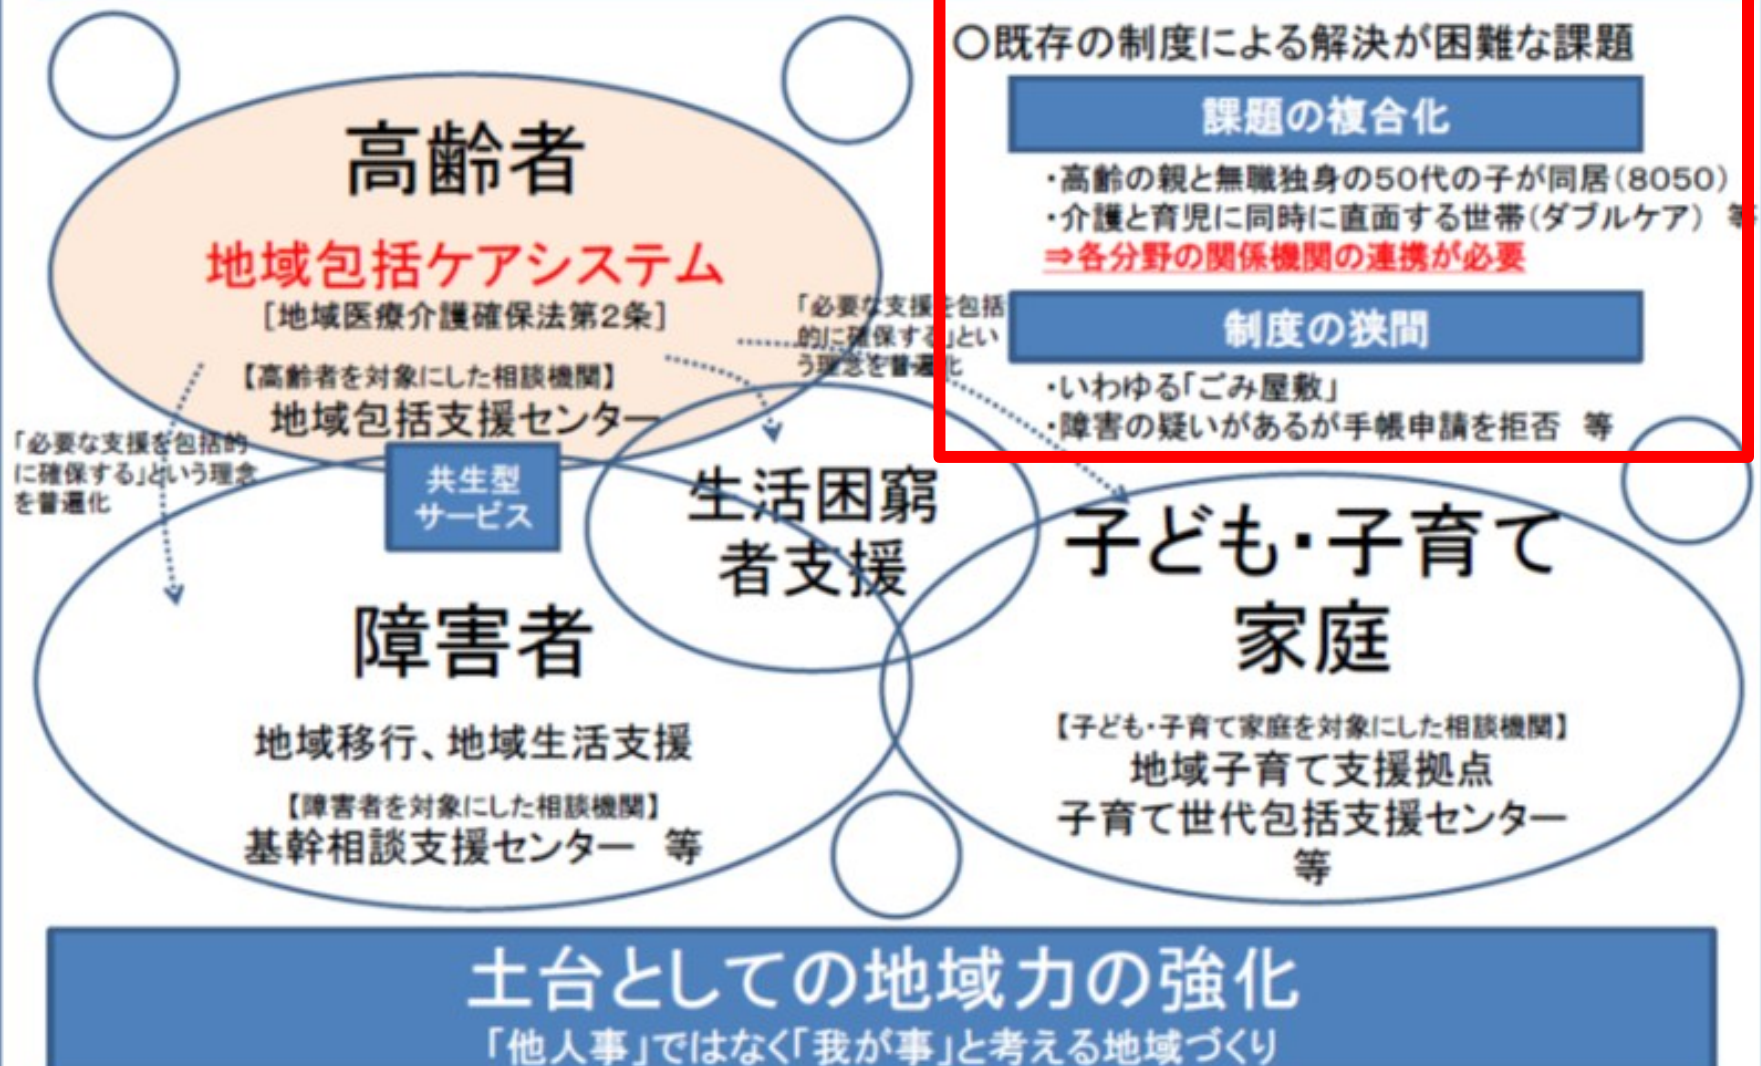 高齢者
地域包括ケアシステム
[地域医療介護確保法第2条]
【高齢者を対象にした相談機関】
地域包括支援センター
「必要な支援を包括的
に確保する」という理念
を普遍化
「必要な支援を包括
的に確保する」とい
う理念を普遍化
〇既存の制度による解決が困難な課題
課題の複合化
・高齢の親と無職独身の50代の子が同居(8050)
・介護と育児に同時に直面する世帯(ダブルケア) 等
⇒各分野の関係機関の連携が必要
制度の狭間
・いわゆる「ごみ屋敷」
・障害の疑いがあるが手帳申請を拒否 等
共生型
サービス
生活困窮
者支援
障害者
地域移行、地域生活支援
【障害者を対象にした相談機関】
基幹相談支援センター 等
子ども・子育て
家庭
【子ども・子育て家庭を対象にした相談機関】
地域子育て支援拠点
子育て世代包括支援センター
等
土台としての地域力の強化
「他人事」ではなく「我が事」と考える地域づくり